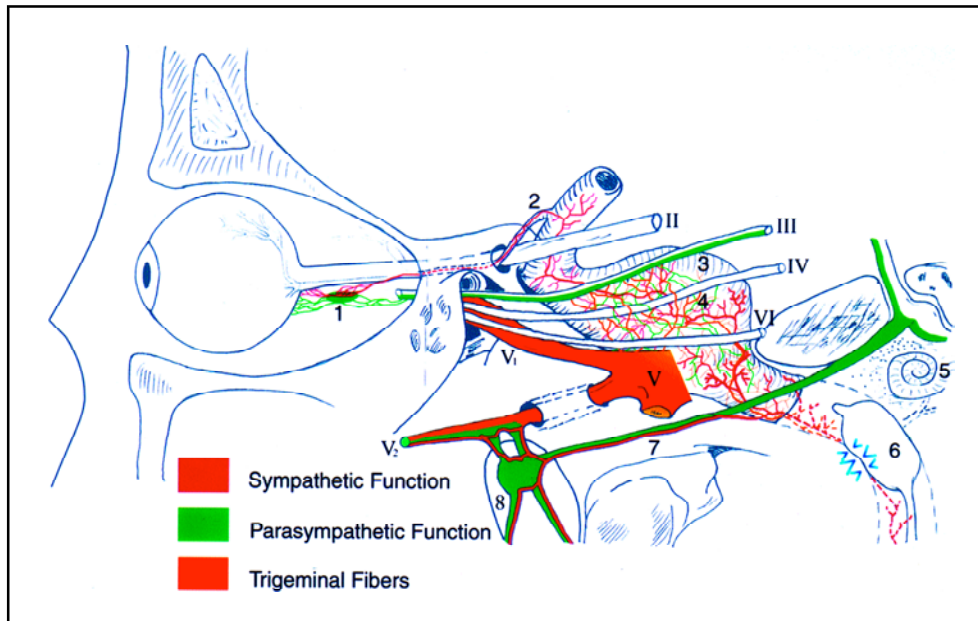 2
II
III
3
IV
4
VI
1
V₁
V
5
V₂
7
6
8
Sympathetic Function
Parasympathetic Function
Trigeminal Fibers